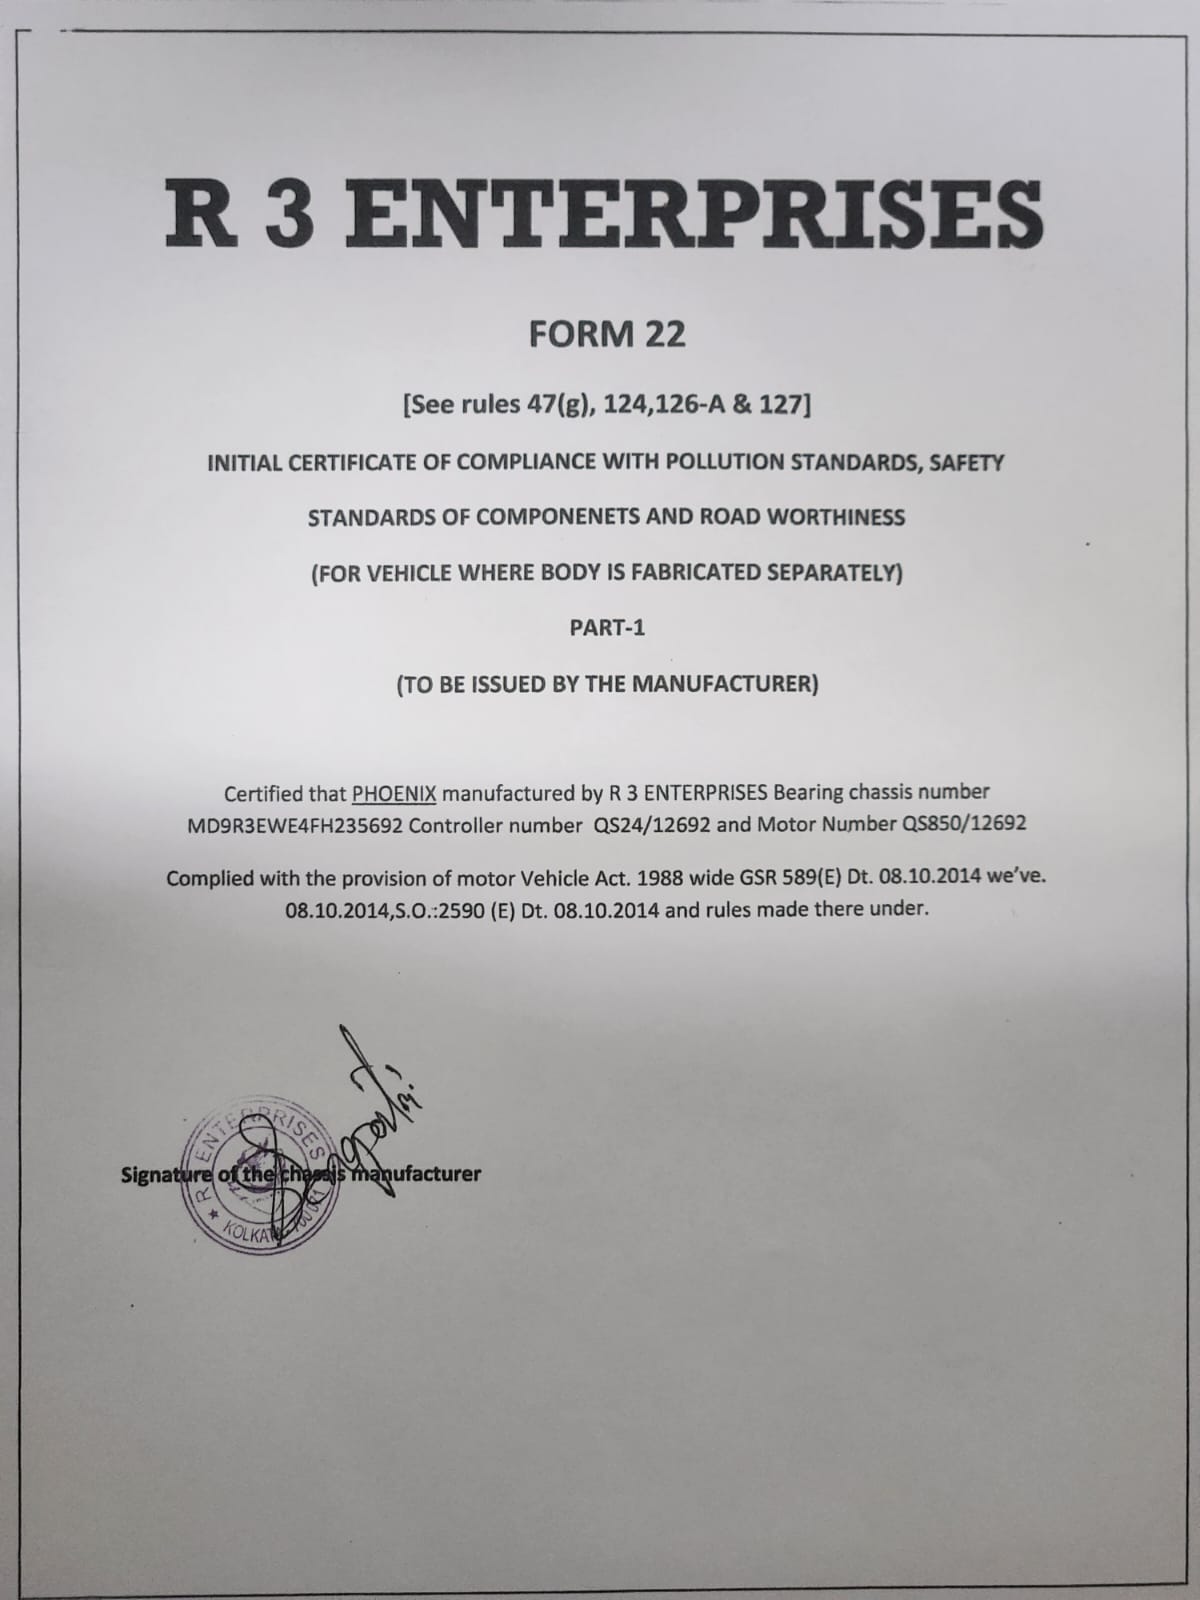 R 3 ENTERPRISES
FORM 22
[See rules 47(g), 124,126-A & 127]
INITIAL CERTIFICATE OF COMPLIANCE WITH POLLUTION STANDARDS, SAFETY
STANDARDS OF COMPONENETS AND ROAD WORTHINESS
(FOR VEHICLE WHERE BODY IS FABRICATED SEPARATELY)
PART-1
(TO BE ISSUED BY THE MANUFACTURER)
Certified that PHOENIX manufactured by R 3 ENTERPRISES Bearing chassis number
MD9R3EWE4FH235692 Controller number QS24/12692 and Motor Number QS850/12692
Complied with the provision of motor Vehicle Act. 1988 wide GSR 589(E) Dt. 08.10.2014 we've.
08.10.2014,S.O.:2590 (E) Dt. 08.10.2014 and rules made there under.
ENTERPRISES
Signature of the chassis manufacturer